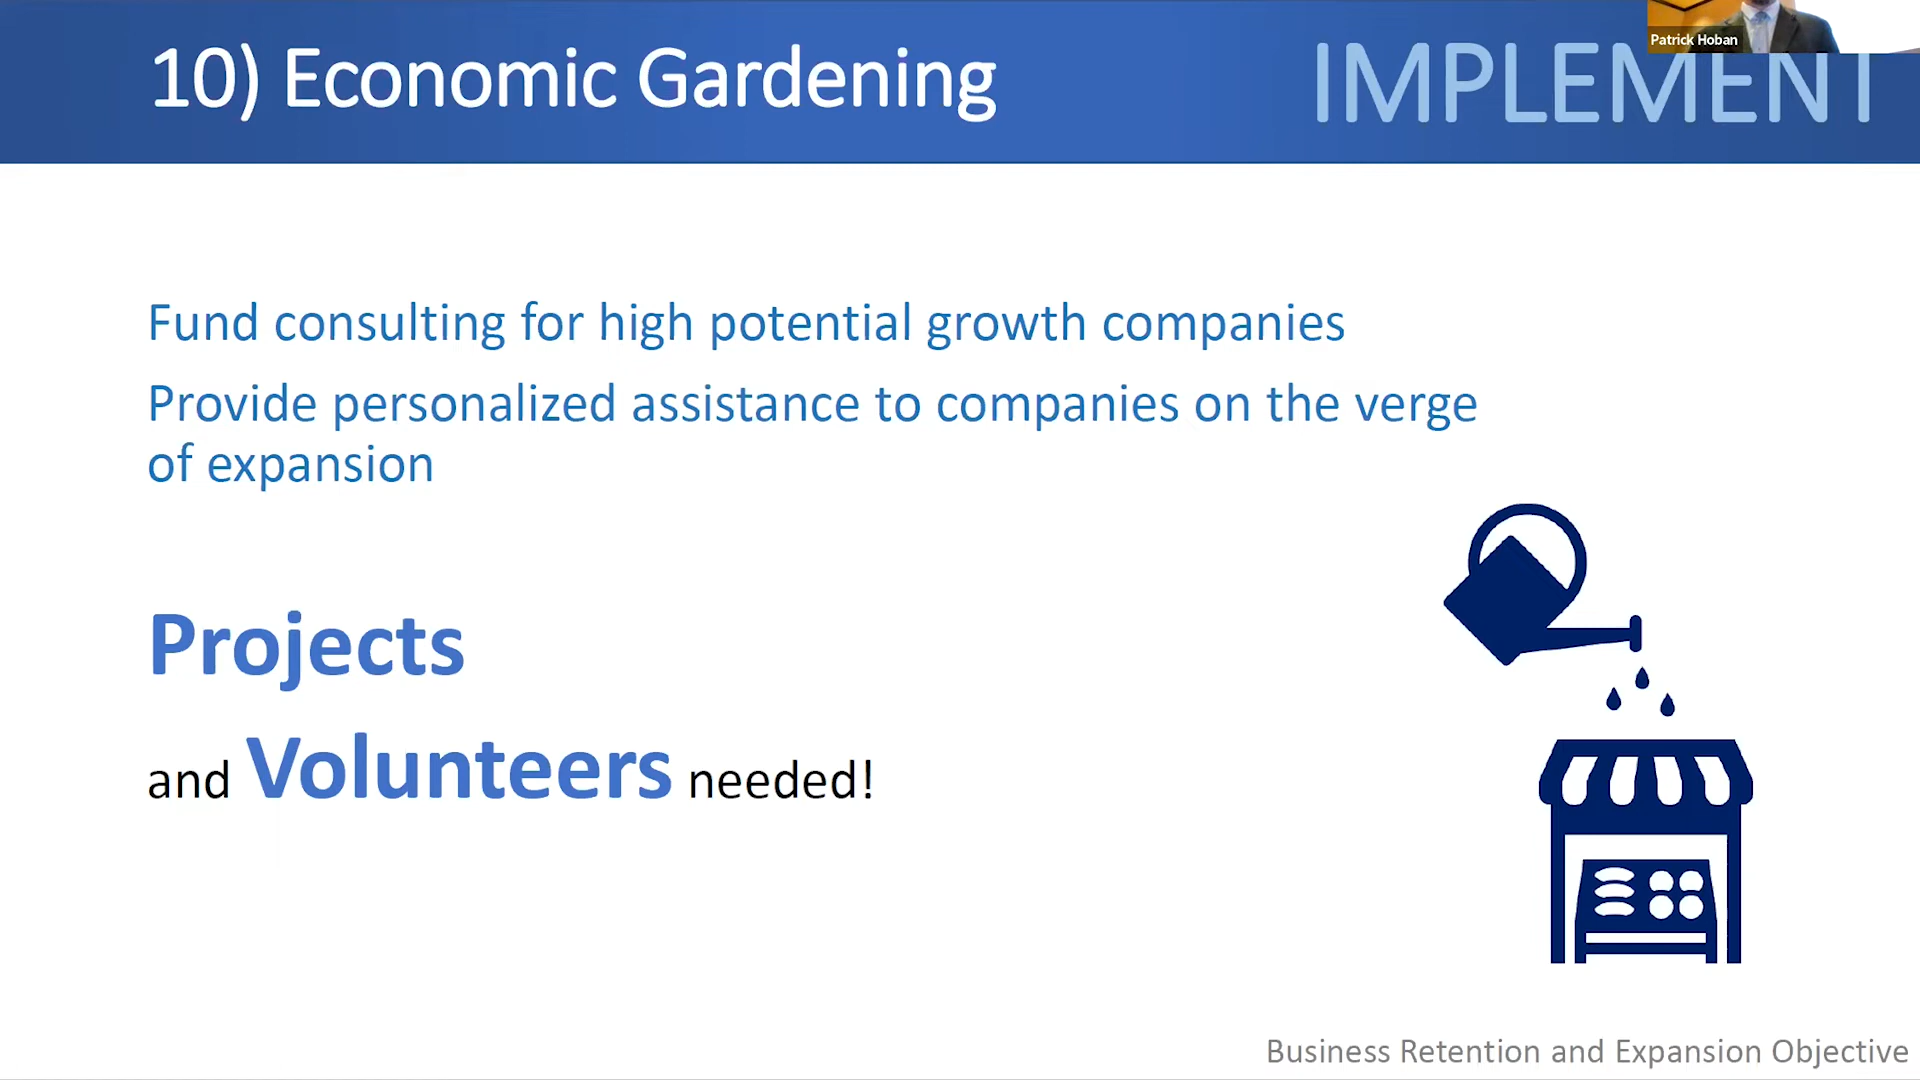 10) Economic Gardening
IMPLEMENT
Patrick Hoban
Fund consulting for high potential growth companies
Provide personalized assistance to companies on the verge
of expansion
Projects
and Volunteers needed!
Business Retention and Expansion Objective